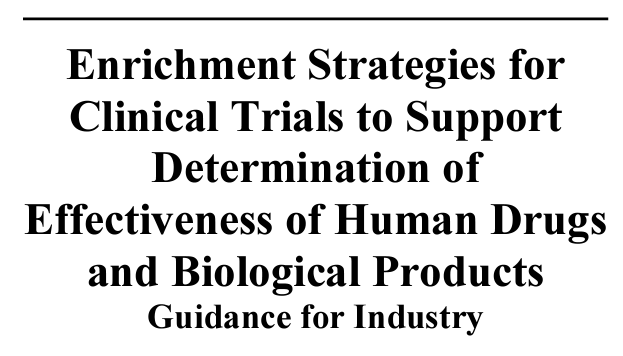 Enrichment Strategies for
Clinical Trials to Support
Determination of
Effectiveness of Human Drugs
and Biological Products
Guidance for Industry